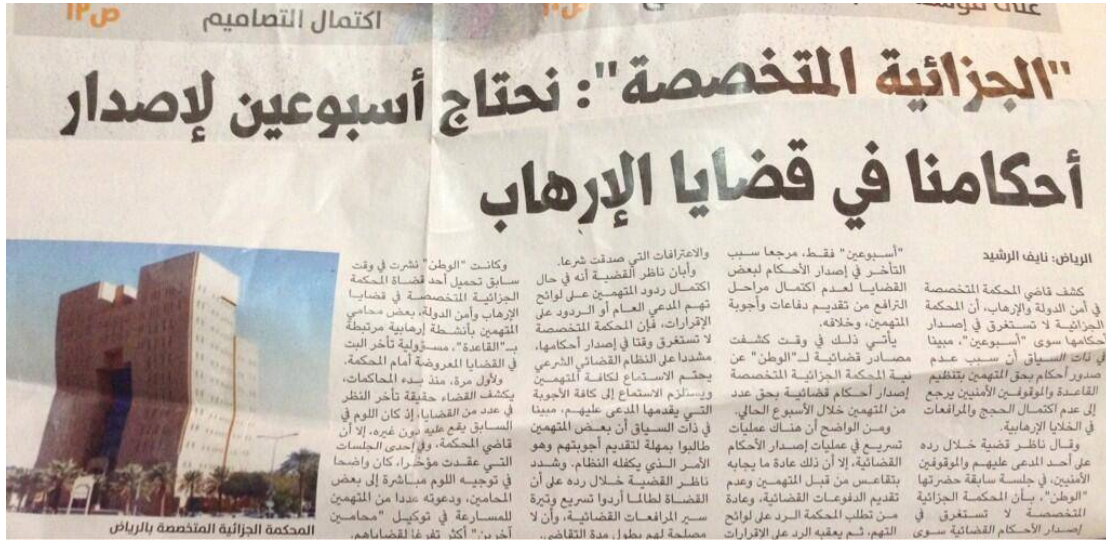 ص١٢
اكتمال التصاميم
"الجزائية المتخصصة": نحتاج أسبوعين لإصدار
أحكامنا في قضايا الإرهاب
الرياض: نايف الرشيد
كشف قاضي المحكمة المتخصصة
في أمن الدولة والإرهاب، أن المحكمة
الجزائية لا تستغرق في إصدار
أحكامها سوى "أسبوعين"، مبينا
في ذات السياق أن سبب عدم
صدور أحكام بحق المتهمين بتنظيم
القاعدة والموقوفين الأمنيين يرجع
إلى عدم اكتمال الحجج والمرافعات
في الخلايا الإرهابية.
وقال ناظر قضية خلال رده
على أحد المدعى عليهم والموقوفين
الأمنيين، في جلسة سابقة حضرتها
"الوطن"، بأن المحكمة الجزائية
المتخصصة لا تستغرق في
إصدار الأحكام القضائية سوى
"أسبوعين" فقط، مرجعا سبب
التأخر في إصدار الأحكام لبعض
القضايا لعدم اكتمال مراحل
الترافع من تقديم دفاعات وأجوبة
المتهمين، وخلافه.
يأتي ذلك في وقت كشفت
مصادر قضائية لـ"الوطن" عن
نية المحكمة الجزائية المتخصصة
إصدار أحكام قضائية بحق عدد
من المتهمين خلال الأسبوع الحالي.
ومن الواضح أن هناك عمليات
تسريع في عمليات إصدار الأحكام
القضائية، إلا أن ذلك عادة ما يجابه
بتقاعس من قبل المتهمين وعدم
تقديم الدفوعات القضائية، وعادة
من تطلب المحكمة الرد على لوائح
التهم، ثم يعقبه الرد على الإقرارات
والاعترافات التي صدقت شرعا.
وأبان ناظر القضية أنه في حال
اكتمال ردود المتهمين على لوائح
تهم المدعي العام أو الردود على
الإقرارات، فإن المحكمة المتخصصة
لا تستغرق وقتا في إصدار أحكامها،
مشددا على النظام القضائي الشرعي
يحتم الاستماع لكافة المتهمين
ويستلزم الاستماع إلى كافة الأجوبة
التي يقدمها المدعى عليهم، مبينا
في ذات السياق أن بعض المتهمين
طالبوا بمهلة لتقديم أجوبتهم وهو
الأمر الذي يكفله النظام. وشدد
ناظر القضية خلال رده على أن
القضاة لطالما أردوا تسريع وتيرة
سير المرافعات القضائية، وأن لا
مصلحة لهم بطول مدة التقاضي.
وكانت "الوطن" نشرت في وقت
سابق تحميل أحد قضاة المحكمة
الجزائية المتخصصة في قضايا
الإرهاب وأمن الدولة، بعض محامي
المتهمين بأنشطة إرهابية مرتبطة
بـ"القاعدة"، مسؤولية تأخر البت
في القضايا المعروضة أمام المحكمة.
ولأول مرة، منذ بدء المحاكمات،
يكشف القضاء حقيقة تأخر النظر
في عدد من القضايا، إذ كان اللوم في
السابق يقع عليه دون غيره، إلا أن
قاضي المحكمة، وفي إحدى الجلسات
التي عقدت مؤخرا، كان واضحا
في توجيه اللوم مباشرة إلى بعض
المحامين، ودعوته عددا من المتهمين
للمسارعة في توكيل "محامين
آخرين" أكثر تفرغا لقضاياهم.
المحكمة الجزائية المتخصصة بالرياض